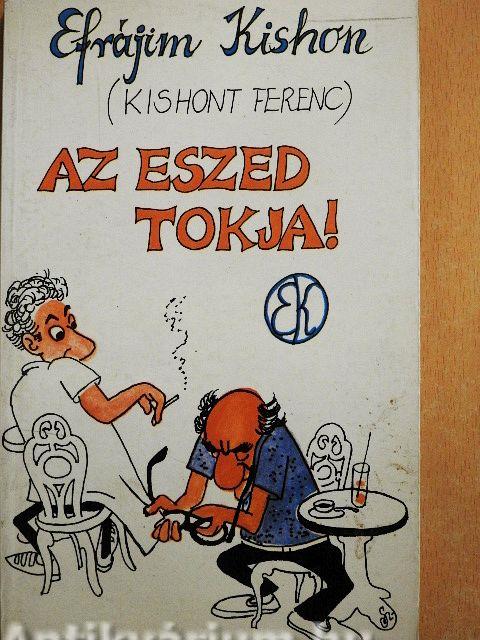 Efrájim Kishon
(KISHONT FERENC)
AZ ESZED
TOKJA!
EK